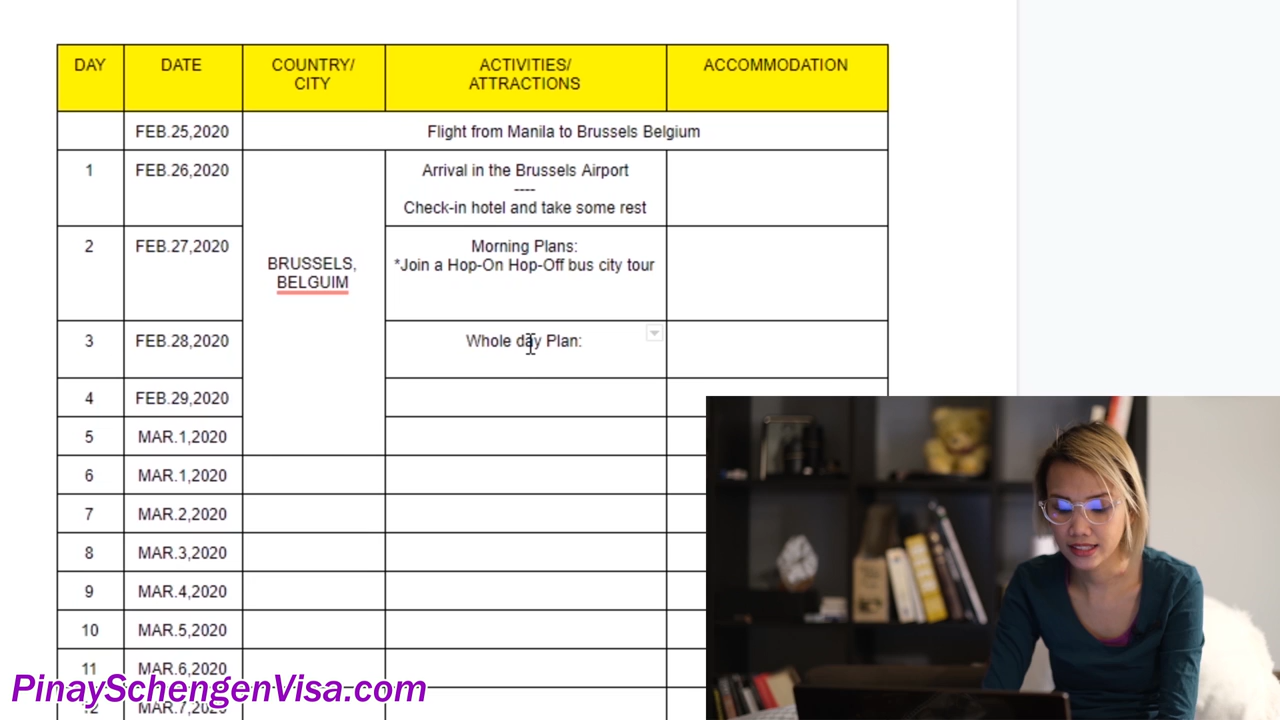 DAY DATE COUNTRY/ ACTIVITIES/ ACCOMMODATION
CITY ATTRACTIONS
FEB.25,2020 Flight from Manila to Brussels Belgium
1 FEB.26,2020 Arrival in the Brussels Airport
----
Check-in hotel and take some rest
2 FEB.27,2020 Morning Plans:
*Join a Hop-On Hop-Off bus city tour
BRUSSELS,
BELGUIM
3 FEB.28,2020 Whole day Plan:
4 FEB.29,2020
5 MAR.1,2020
6 MAR.1,2020
7 MAR.2,2020
8 MAR.3,2020
9 MAR.4,2020
10 MAR.5,2020
11 MAR.6,2020
12 MAR.7,2020
PinaySchengenVisa.com